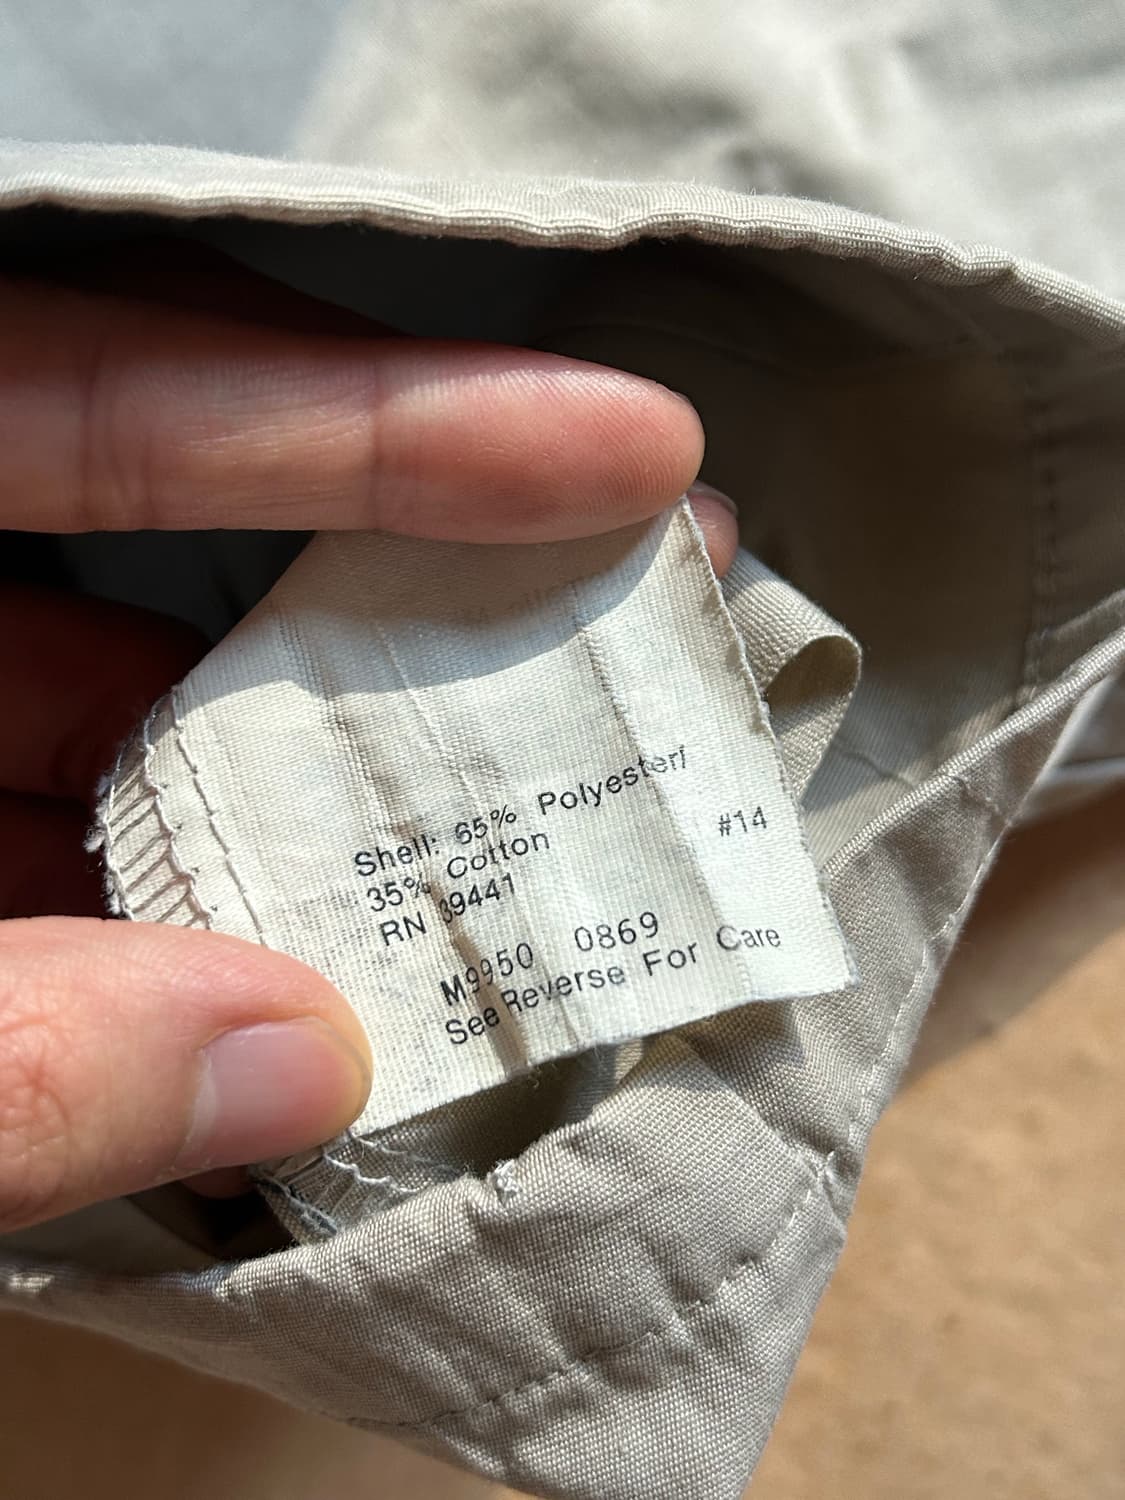 Shell: 65% Polyester/
35% Cotton
#14
RN 39441
M9950 0869
See Reverse For Care